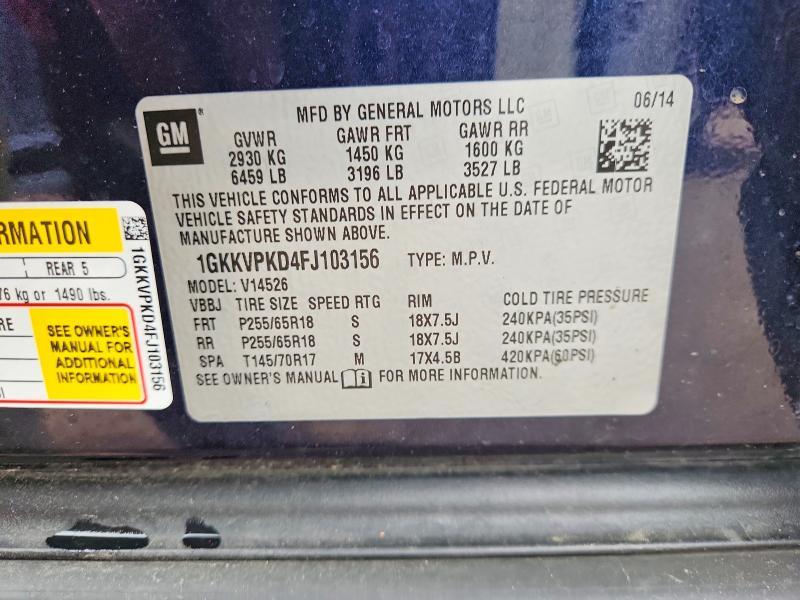 GM
MFD BY GENERAL MOTORS LLC 06/14
GVWR GAWR FRT GAWR RR
2930 KG 1450 KG 1600 KG
6459 LB 3196 LB 3527 LB
THIS VEHICLE CONFORMS TO ALL APPLICABLE U.S. FEDERAL MOTOR
VEHICLE SAFETY STANDARDS IN EFFECT ON THE DATE OF
MANUFACTURE SHOWN ABOVE.
1GKKVPKD4FJ103156 TYPE: M.P.V.
MODEL: V14526
VBBJ TIRE SIZE SPEED RTG RIM COLD TIRE PRESSURE
FRT P255/65R18 S 18X7.5J 240KPA(35PSI)
RR P255/65R18 S 18X7.5J 240KPA(35PSI)
SPA T145/70R17 M 17X4.5B 420KPA(60PSI)
SEE OWNER'S MANUAL FOR MORE INFORMATION.
RMATION
REAR 5
76 kg or 1490 lbs.
RE
SEE OWNER'S
MANUAL FOR
ADDITIONAL
INFORMATION
1GKKVPKD4FJ103156